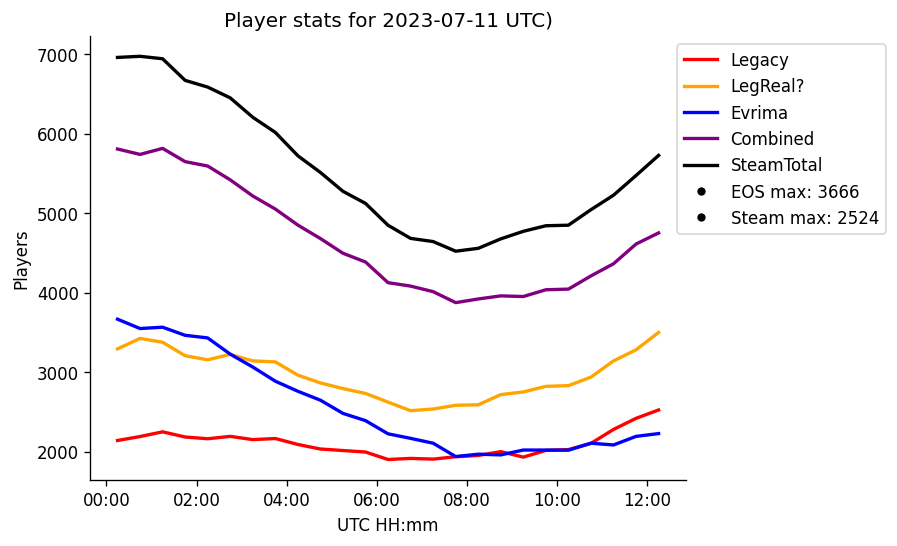 Player stats for 2023-07-11 UTC)
7000
6000
5000
4000
3000
2000
Players
00:00 02:00 04:00 06:00 08:00 10:00 12:00
UTC HH:mm
Legacy
LegReal?
Evrima
Combined
SteamTotal
EOS max: 3666
Steam max: 2524